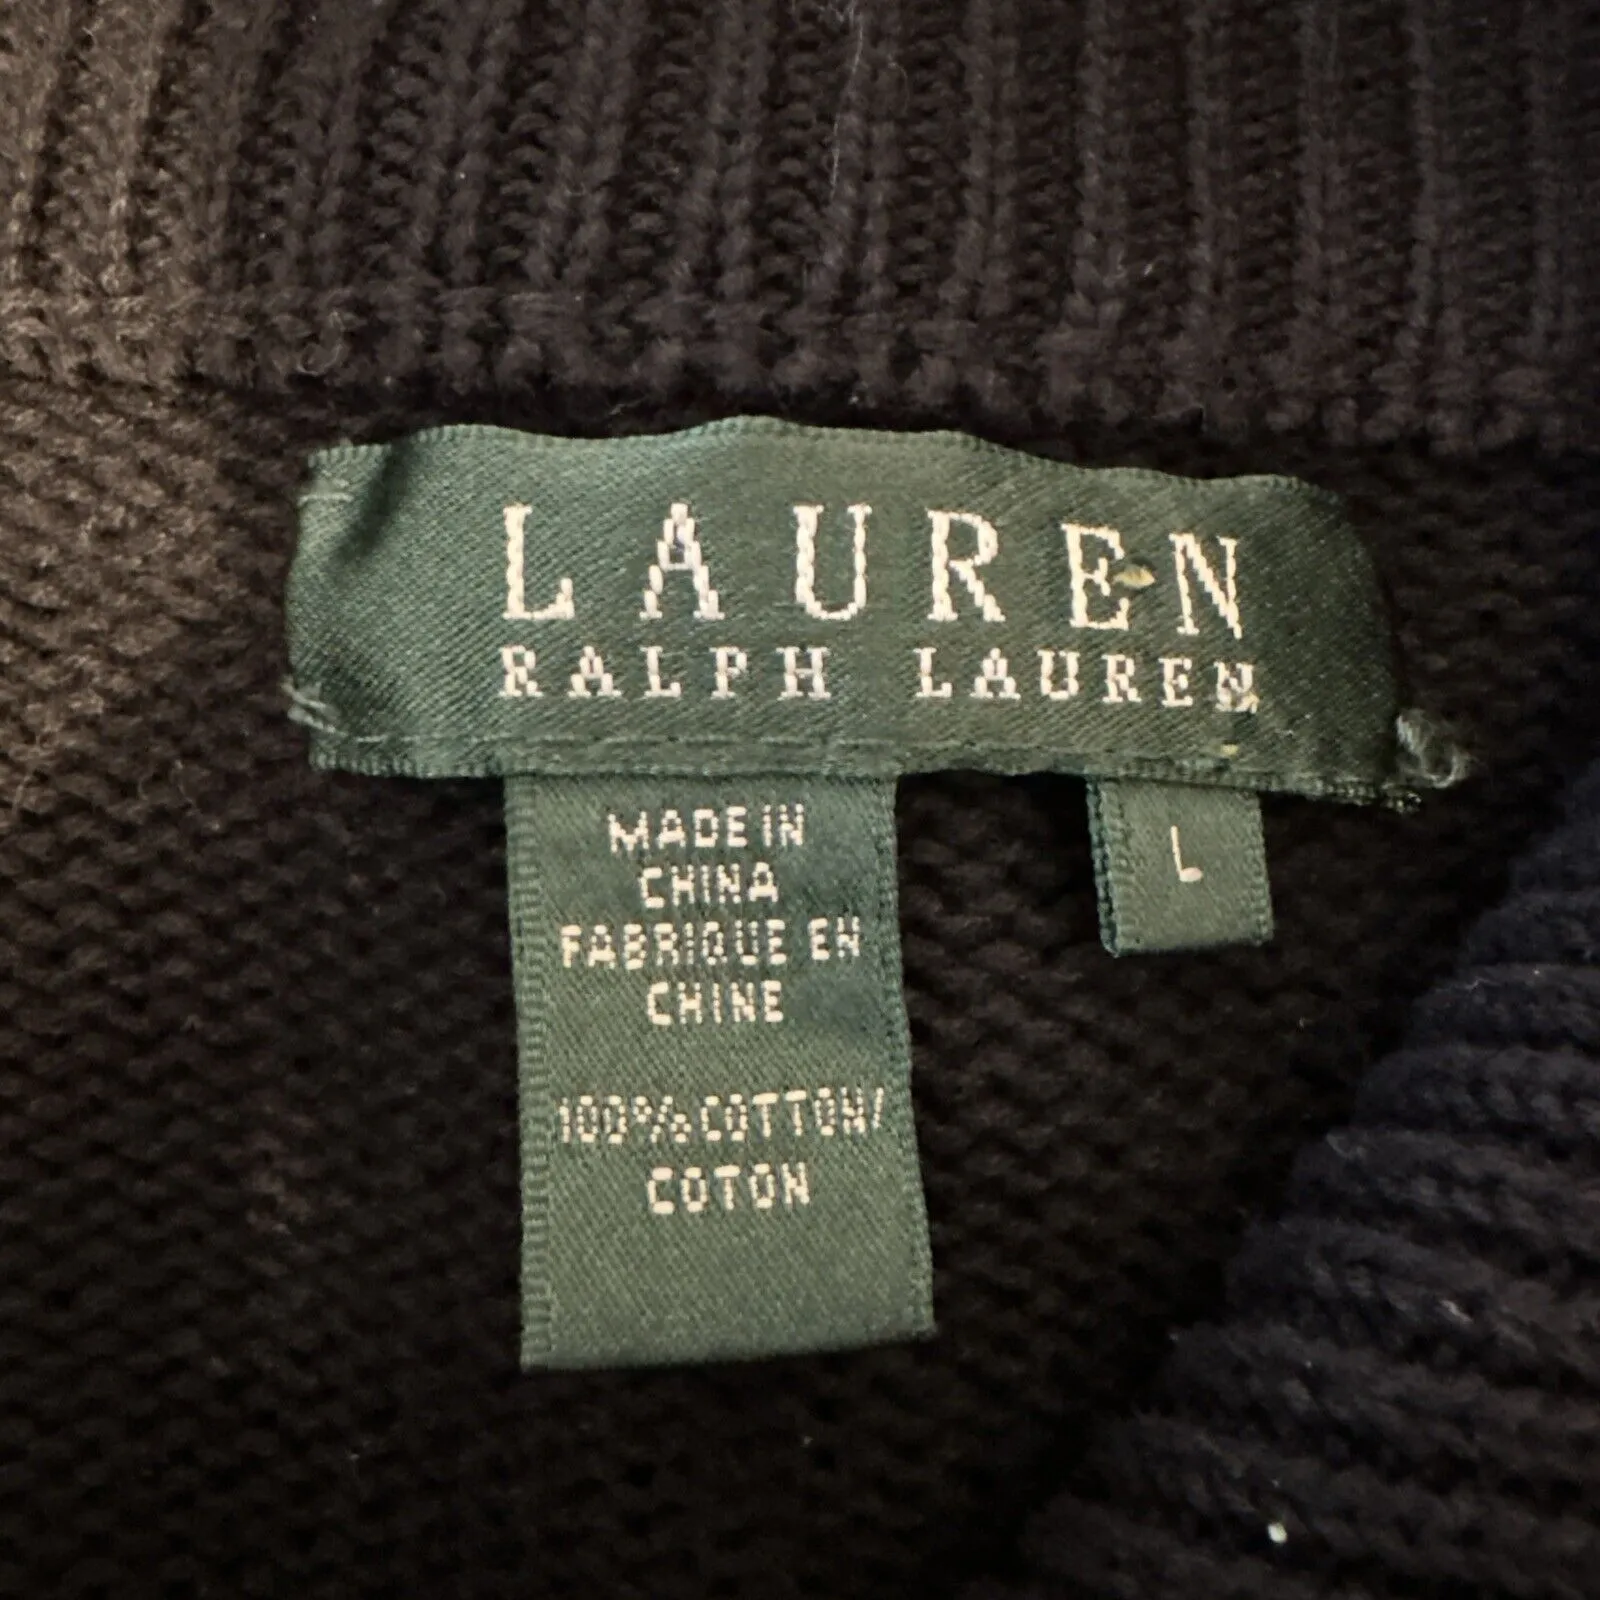 LAUREN
RALPH LAUREN
MADE IN
CHINA
FABRIQUE EN
CHINE
100% COTTON/
COTON
L